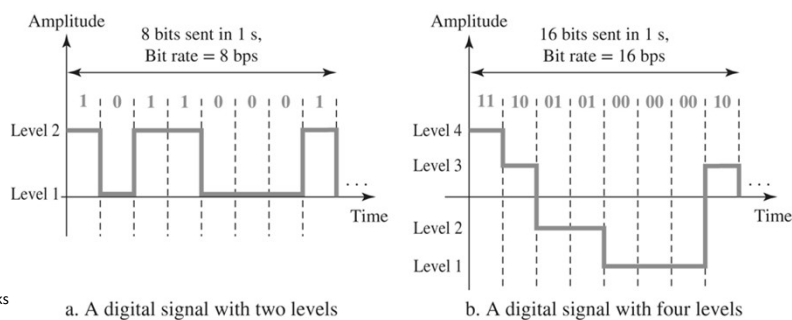 Amplitude
8 bits sent in 1 s,
Bit rate = 8 bps
1 0 1 1 0 0 0 1
Level 2
Level 1
...
Time
a. A digital signal with two levels
Amplitude
16 bits sent in 1 s,
Bit rate = 16 bps
11 10 01 01 00 00 00 10
Level 4
Level 3
...
Time
Level 2
Level 1
b. A digital signal with four levels